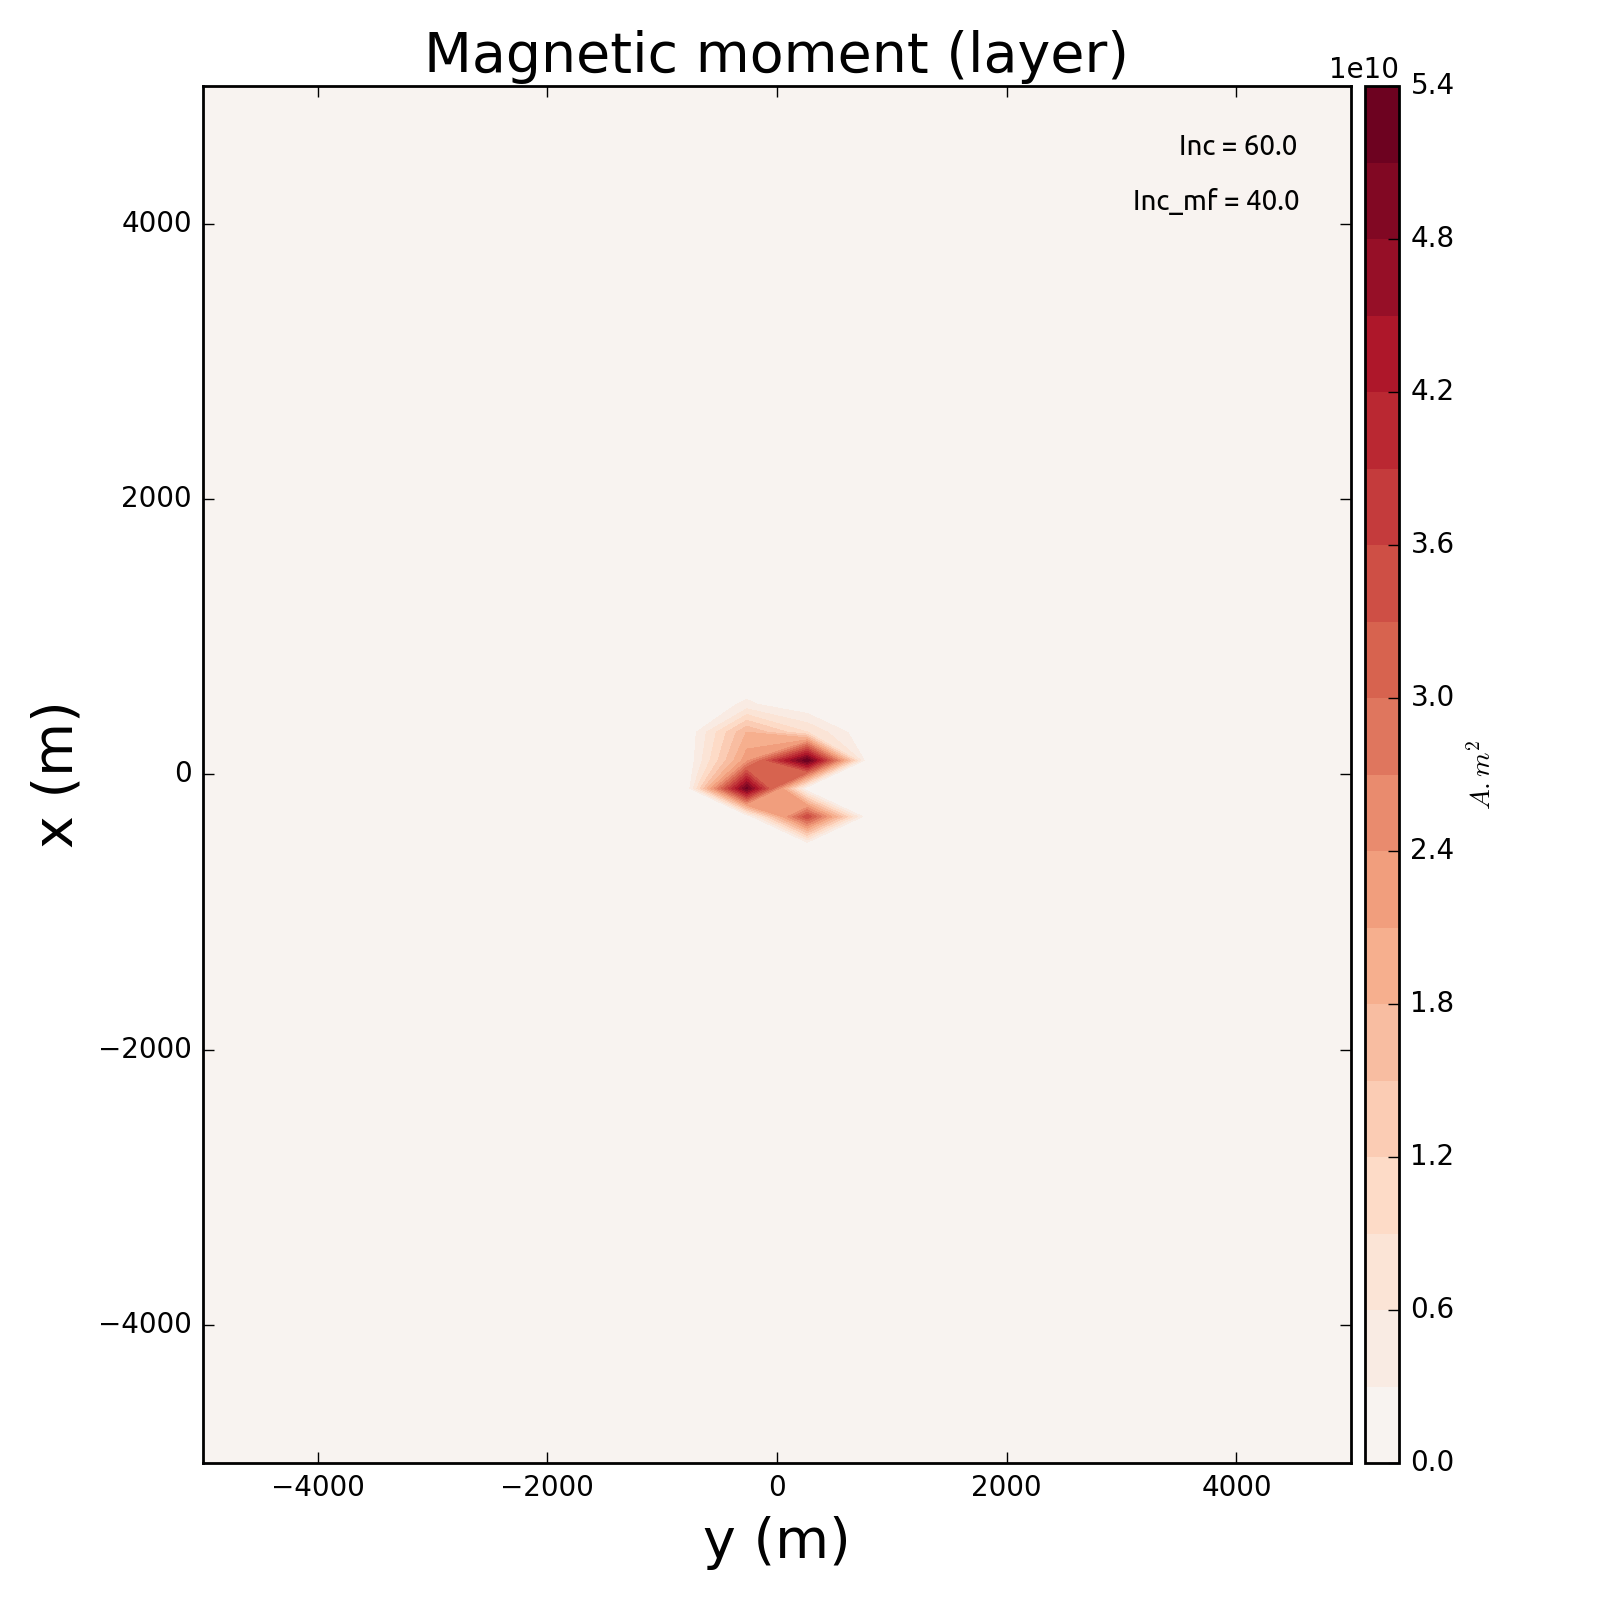 Magnetic moment (layer)
1e10
Inc = 60.0
Inc_mf = 40.0
4000
2000
0
−2000
−4000
x (m)
−4000
−2000
0
2000
4000
y (m)
5.4
4.8
4.2
3.6
3.0
2.4
1.8
1.2
0.6
0.0
A.m²